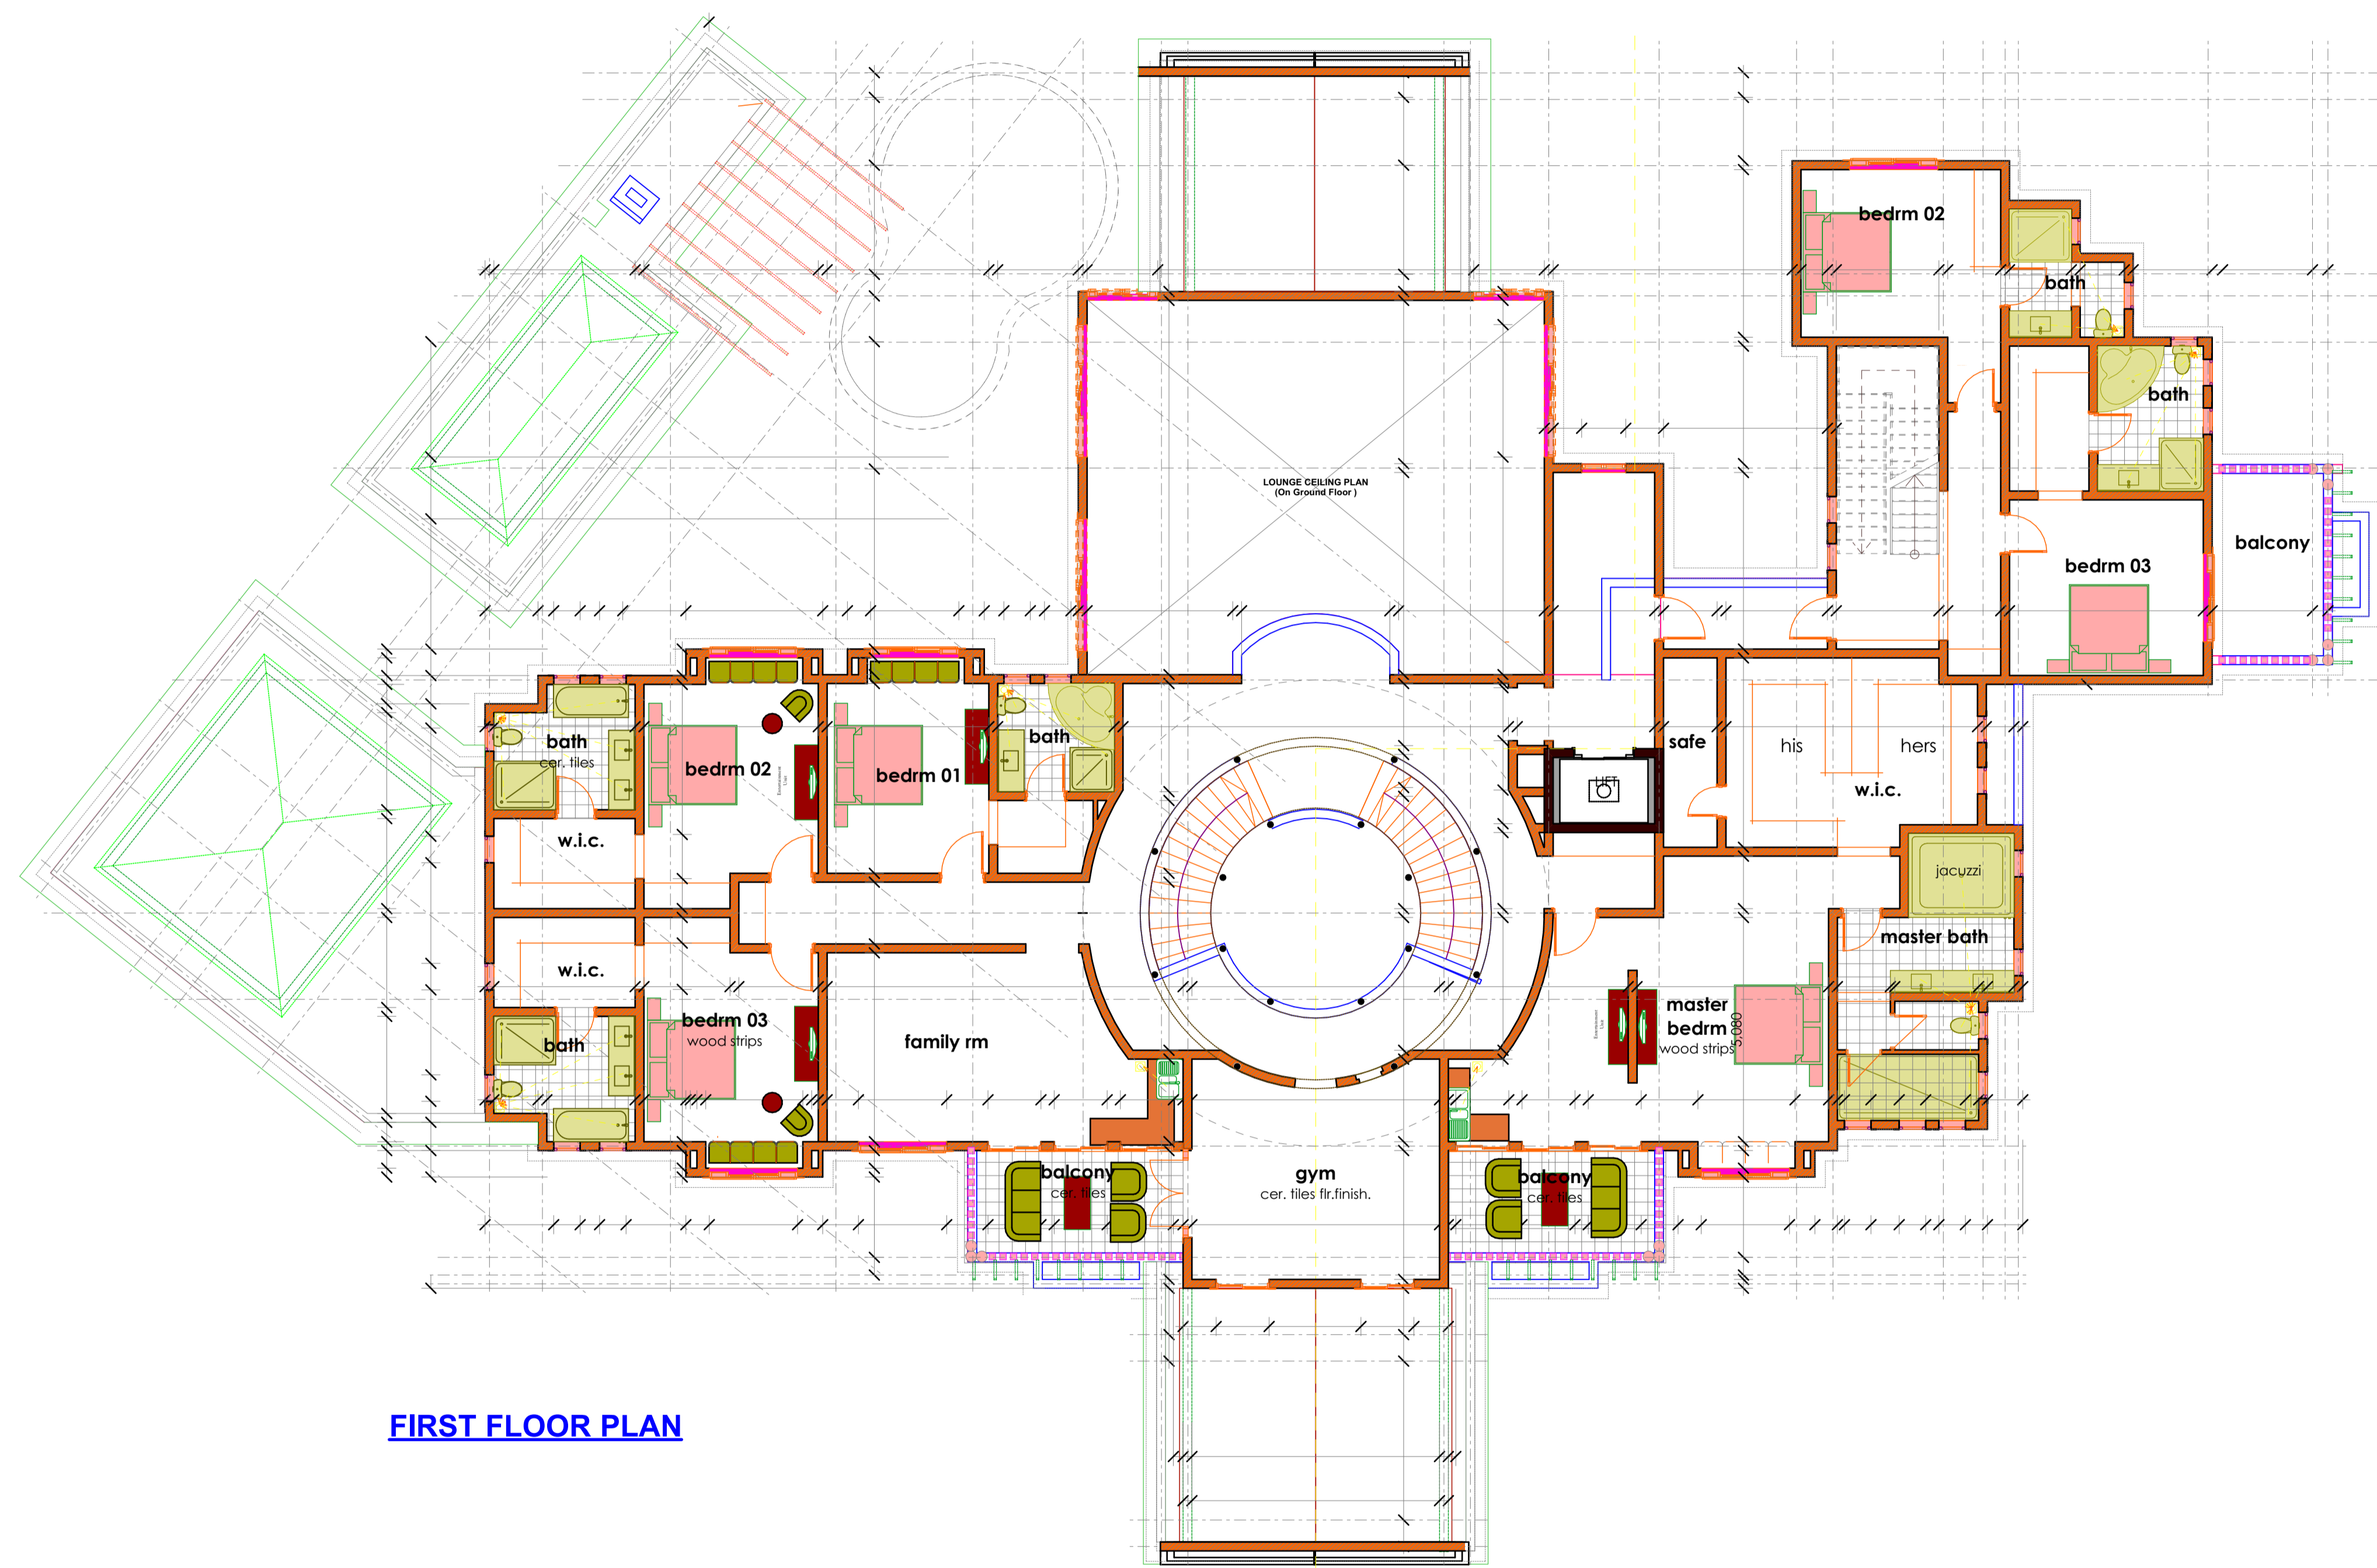 bedrm 02
bath
bath
LOUNGE CEILING PLAN
(On Ground Floor )
balcony
bedrm 03
bath
cer. tiles
bedrm 02
bedrm 01
bath
safe
his
hers
LIFT
w.i.c.
w.i.c.
jacuzzi
master bath
w.i.c.
bedrm 03
wood strips
bath
family rm
master
bedrm
wood strips
5,080
balcony
cer. tiles
gym
cer. tiles flr.finish.
balcony
cer. tiles
FIRST FLOOR PLAN